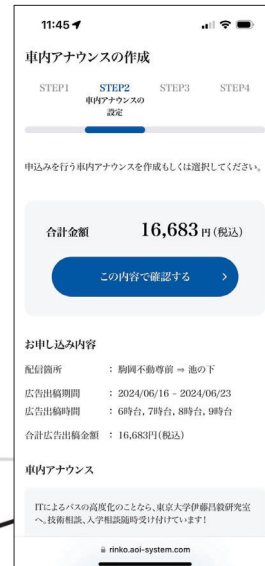 11:45
車内アナウンスの作成
STEP1 STEP2 STEP3 STEP4
車内アナウンスの
設定
申込みを行う車内アナウンスを作成もしくは選択してください。
合計金額 16,683 円(税込)
この内容で確認する
お申し込み内容
配信箇所 : 駒岡不動尊前 ⇒ 池の下
広告出稿期間 : 2024/06/16 - 2024/06/23
広告出稿時間 : 6時台, 7時台, 8時台, 9時台
合計広告出稿金額 : 16,683円(税込)
車内アナウンス
ITによるバスの高度化のことなら、東京大学伊藤昌毅研究室
へ。技術相談、入学相談随時受け付けています!
rinko.aoi-system.com